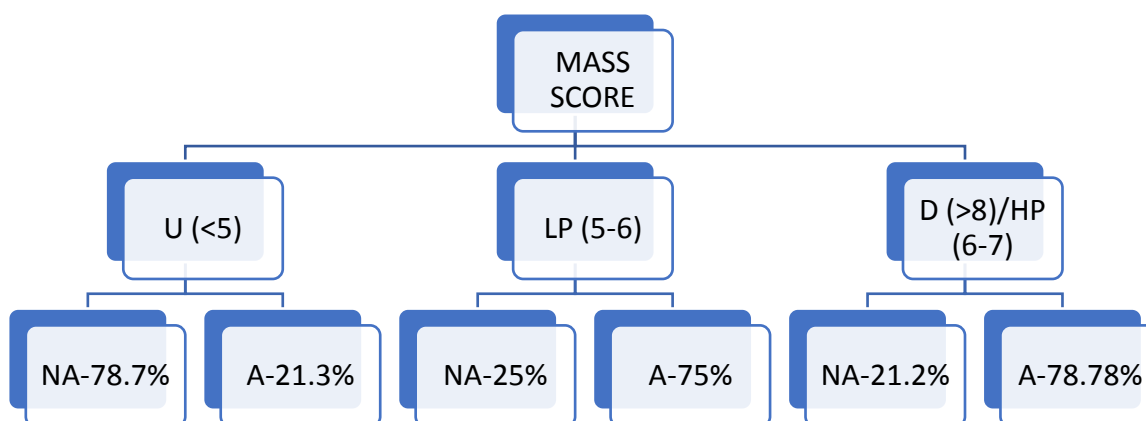 MASS
SCORE
U (<5)
LP (5-6)
D (>8)/HP
(6-7)
NA-78.7%
A-21.3%
NA-25%
A-75%
NA-21.2%
A-78.78%